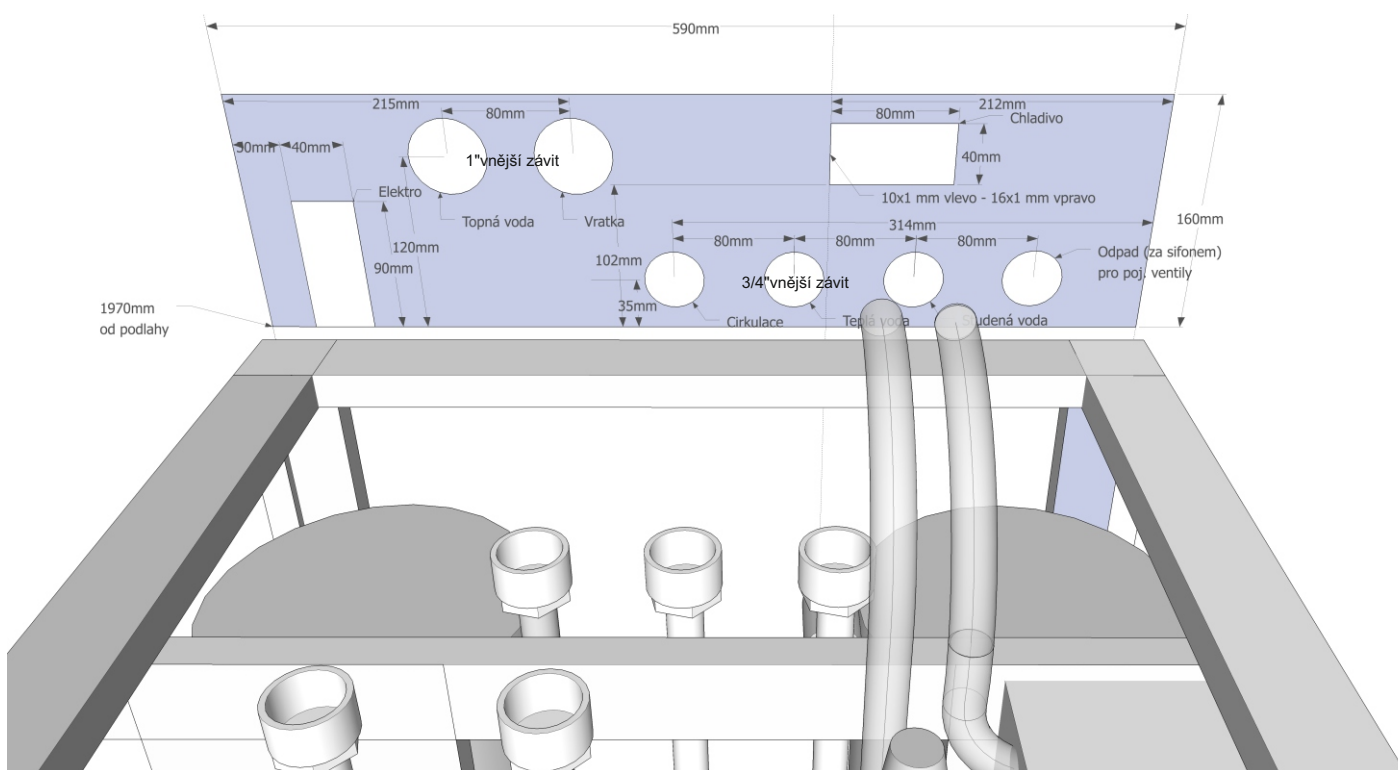 590mm
215mm
80mm
212mm
80mm
Chladivo
30mm
40mm
1"vnější závit
40mm
Elektro
10x1 mm vlevo - 16x1 mm vpravo
Topná voda
Vratka
314mm
160mm
120mm
80mm
80mm
80mm
Odpad (za sifonem)
pro poj. ventily
90mm
102mm
3/4"vnější závit
35mm
1970mm
od podlahy
Cirkulace
Teplá voda
Studená voda